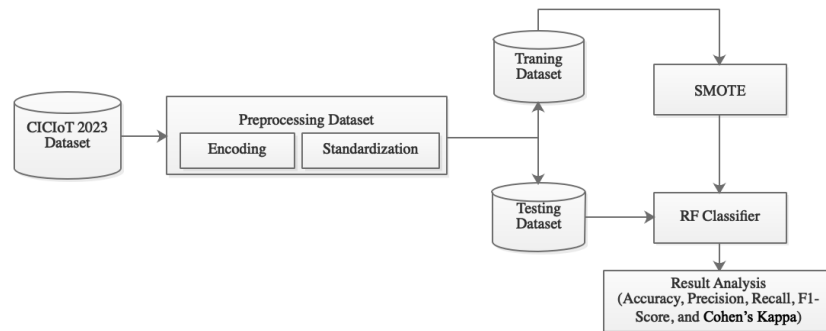 CICIoT 2023
Dataset
Preprocessing Dataset
Encoding
Standardization
Traning
Dataset
Testing
Dataset
SMOTE
RF Classifier
Result Analysis
(Accuracy, Precision, Recall, F1-
Score, and Cohen's Kappa)